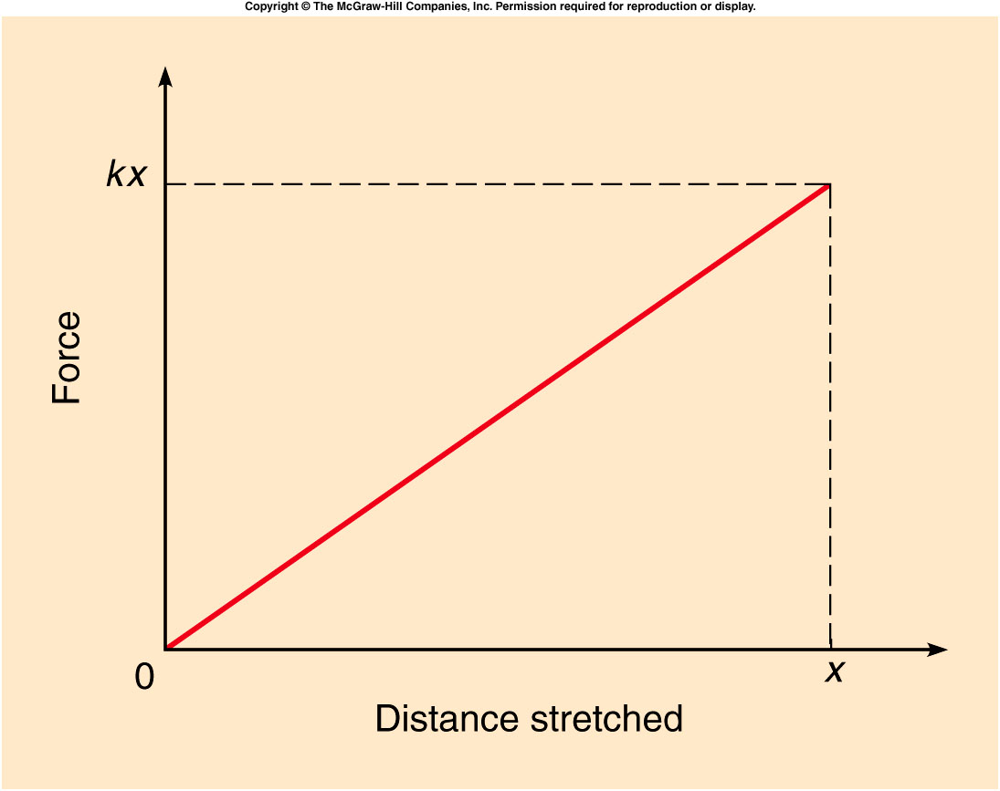 Copyright © The McGraw-Hill Companies, Inc. Permission required for reproduction or display.
kx
Force
0
x
Distance stretched